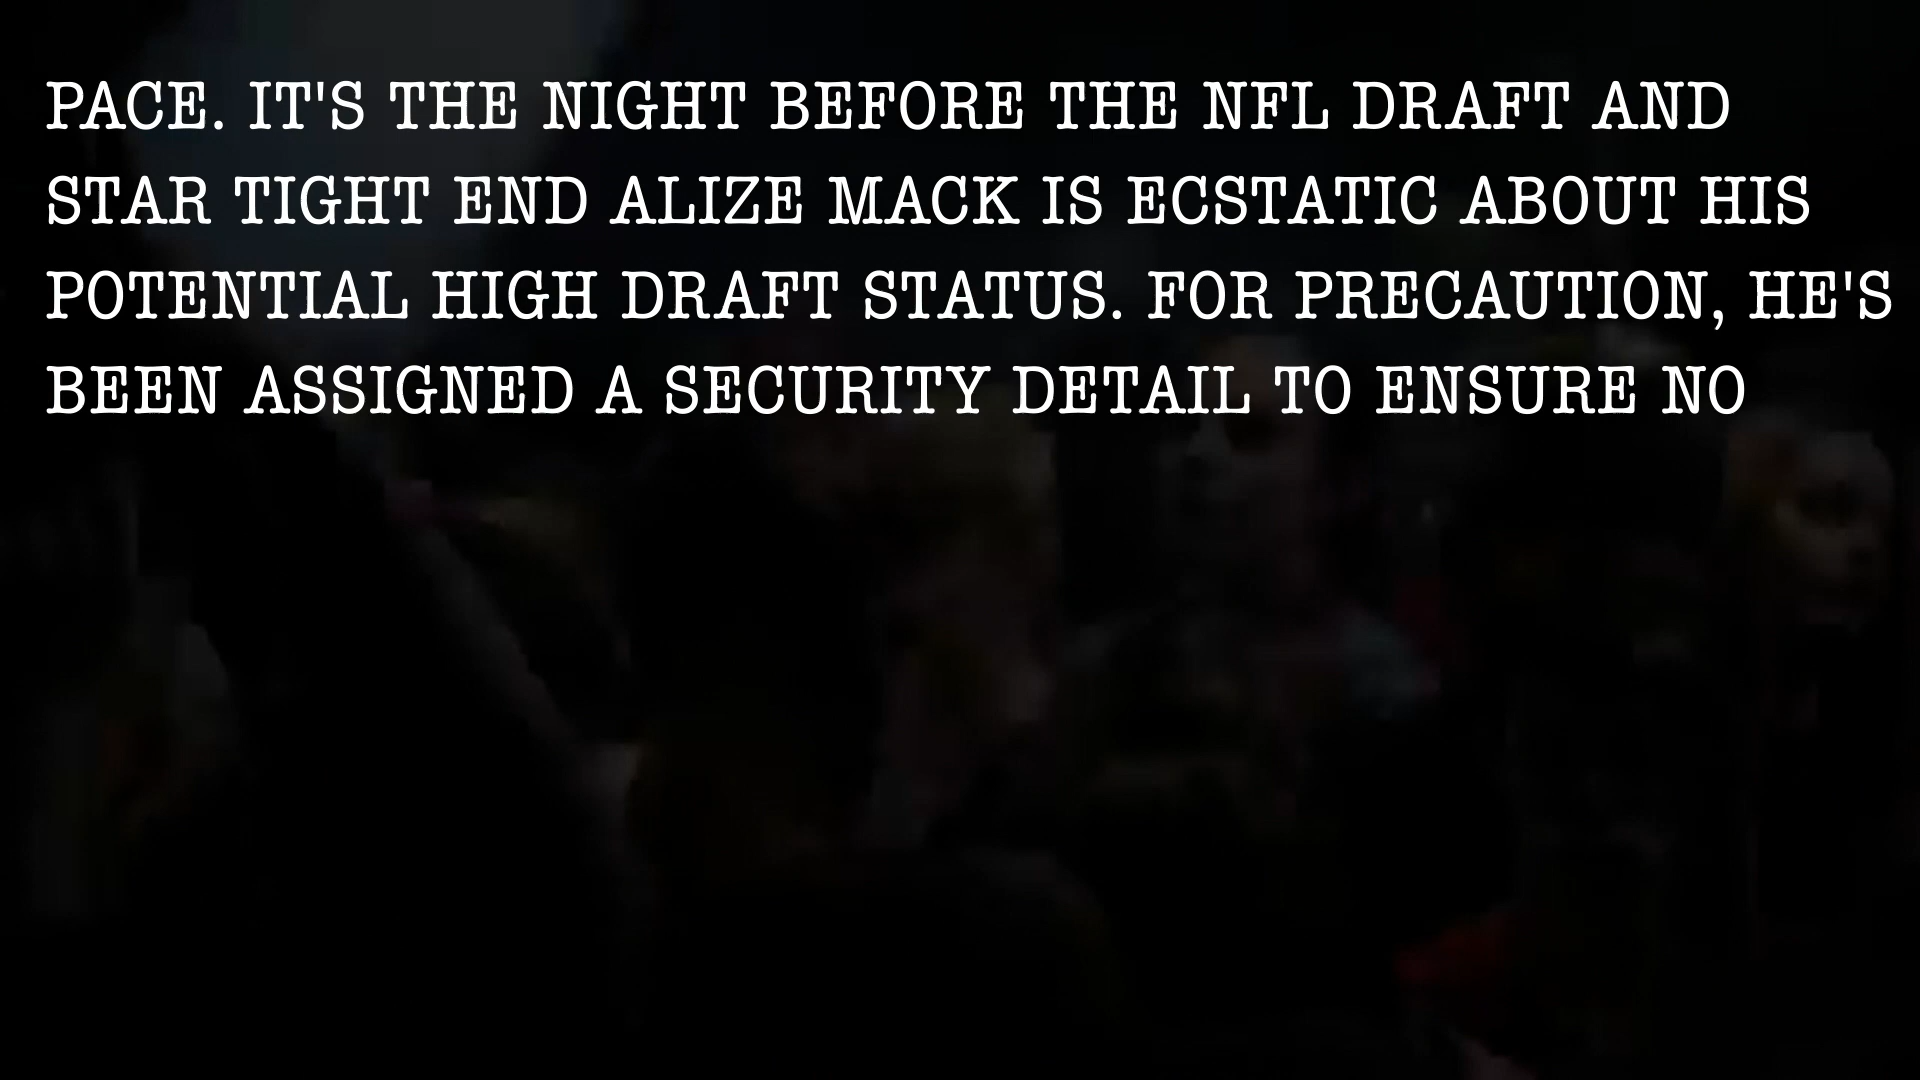 PACE. IT'S THE NIGHT BEFORE THE NFL DRAFT AND
STAR TIGHT END ALIZE MACK IS ECSTATIC ABOUT HIS
POTENTIAL HIGH DRAFT STATUS. FOR PRECAUTION, HE'S
BEEN ASSIGNED A SECURITY DETAIL TO ENSURE NO